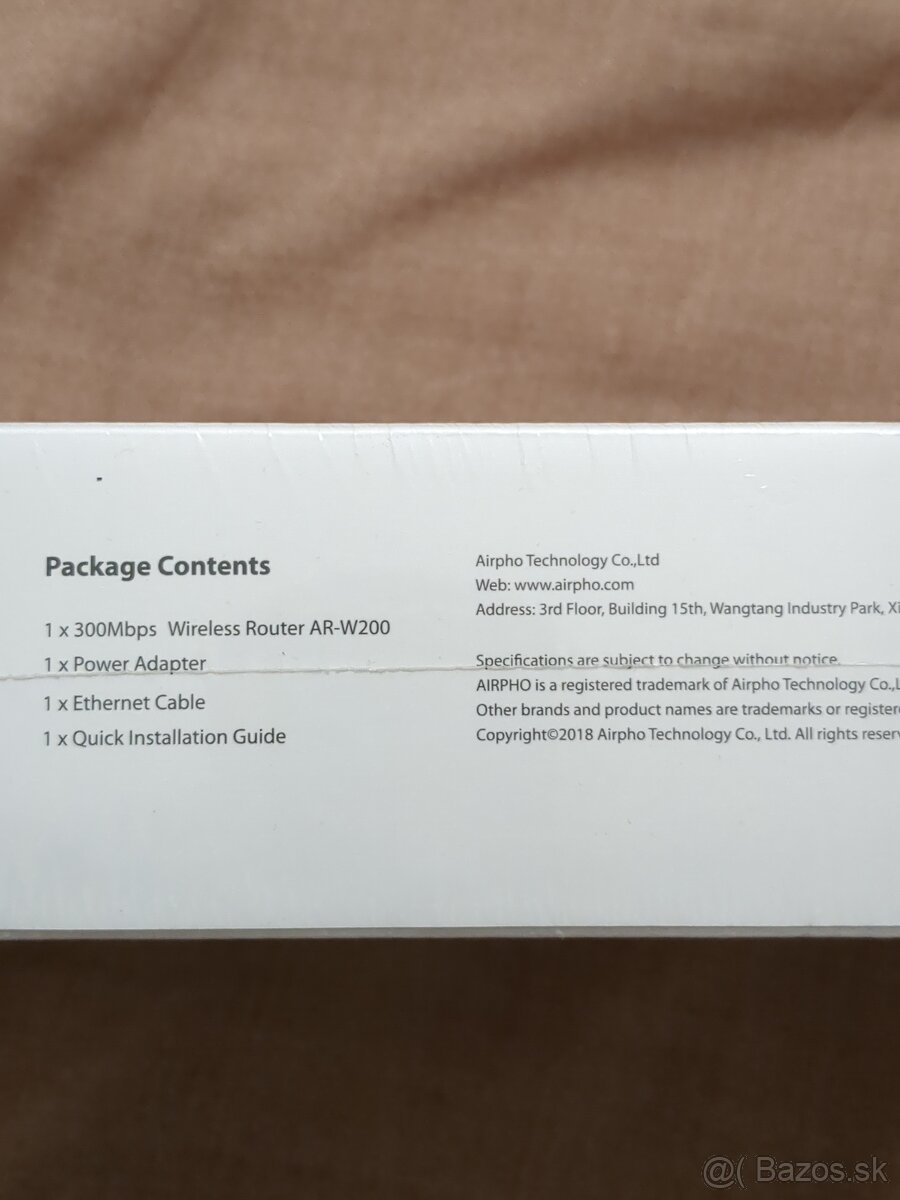 Package Contents
1 x 300Mbps Wireless Router AR-W200
1 x Power Adapter
1 x Ethernet Cable
1 x Quick Installation Guide
Airpho Technology Co.,Ltd
Web: www.airpho.com
Address: 3rd Floor, Building 15th, Wangtang Industry Park, Xi
Specifications are subject to change without notice.
AIRPHO is a registered trademark of Airpho Technology Co.,L
Other brands and product names are trademarks or registere
Copyright©2018 Airpho Technology Co., Ltd. All rights reserv
@( Bazos.sk